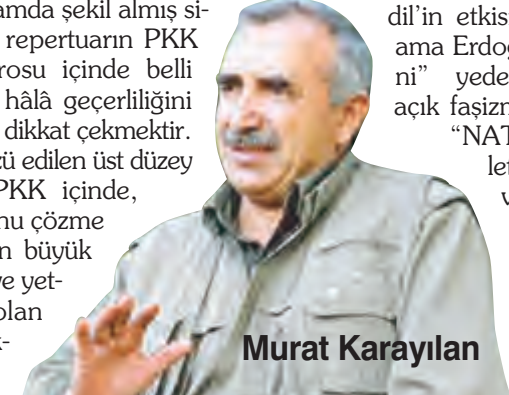 amda şekil almış si-
repertuarın PKK
rosu içinde belli
hâlâ geçerliliğini
dikkat çekmektir.
zü edilen üst düzey
PKK içinde,
nu çözme
n büyük
ve yet-
olan
k-
dil’in etkis
ama Erdoğ
ni” yede
açık faşizm
“NAT
let
v
Murat Karayılan